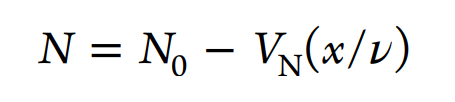 N = N₀ − V_N(x/ν)